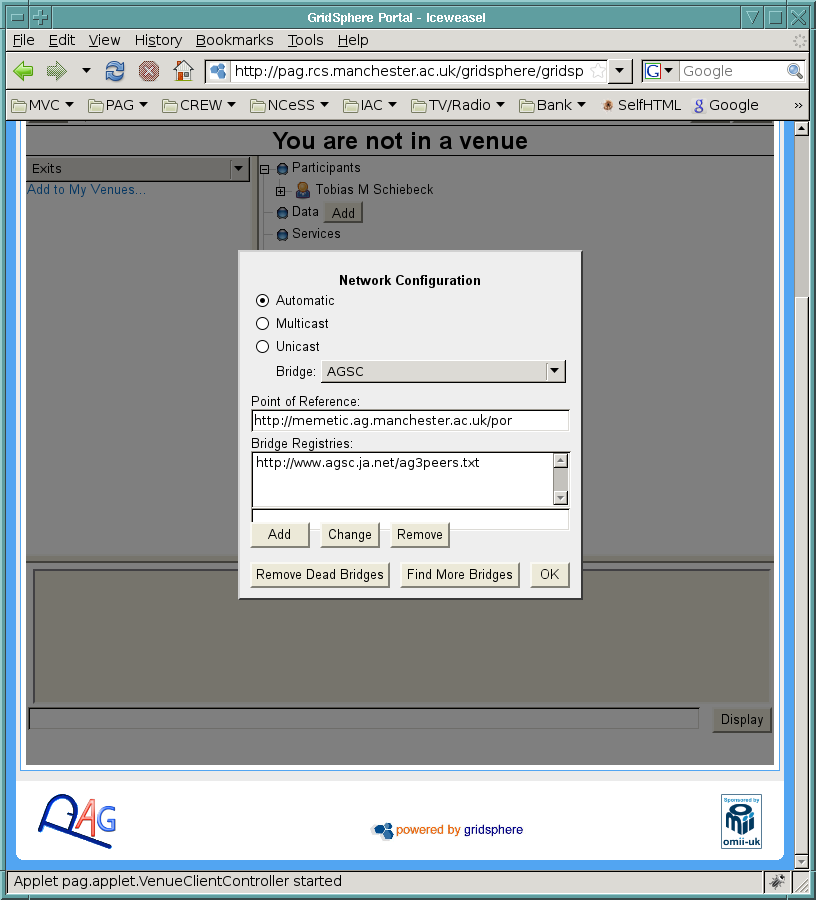 GridSphere Portal - Iceweasel
File Edit View History Bookmarks Tools Help
http://pag.rcs.manchester.ac.uk/gridsphere/gridsp
G Google
MVC PAG CREW NCeSS IAC TV/Radio Bank SelfHTML Google »
You are not in a venue
Exits
Add to My Venues...
Participants
Tobias M Schiebeck
Data Add
Services
Network Configuration
Automatic
Multicast
Unicast
Bridge: AGSC
Point of Reference:
http://memetic.ag.manchester.ac.uk/por
Bridge Registries:
http://www.agsc.ja.net/ag3peers.txt
Add Change Remove
Remove Dead Bridges Find More Bridges OK
Display
PAG
powered by gridsphere
Sponsored by
omii
omii-uk
Applet pag.applet.VenueClientController started